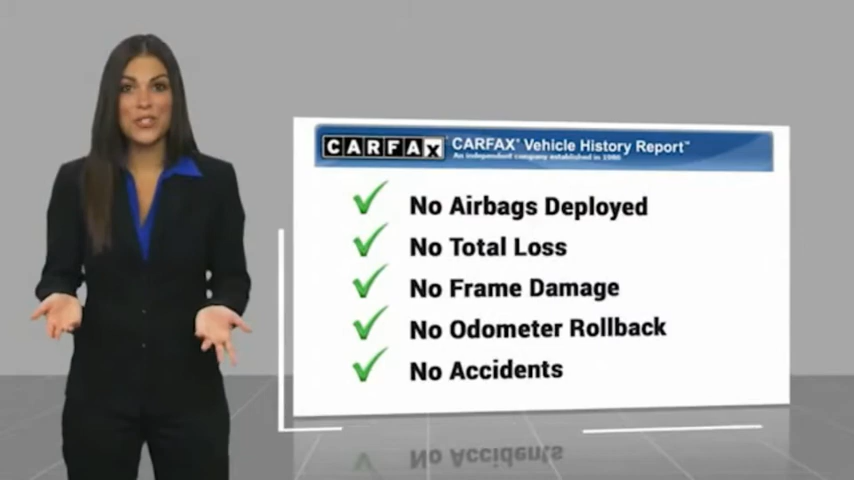 CARFAX CARFAX® Vehicle History Report™
An independent company established in 1986
No Airbags Deployed
No Total Loss
No Frame Damage
No Odometer Rollback
No Accidents
No Accidents